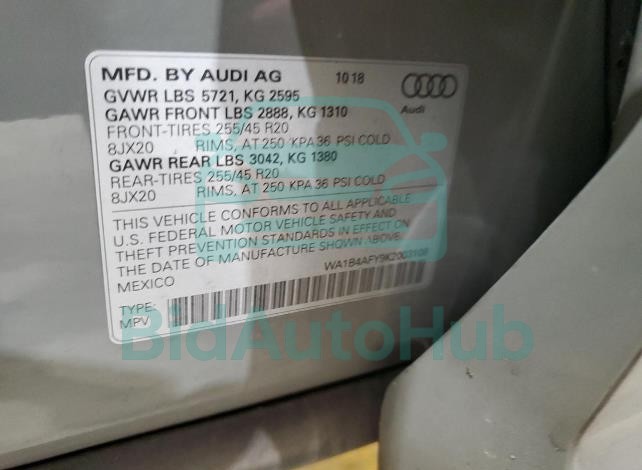 MFD. BY AUDI AG 10 18
GVWR LBS 5721, KG 2595
GAWR FRONT LBS 2888, KG 1310
FRONT-TIRES 255/45 R20
8JX20 RIMS, AT 250 KPA 36 PSI COLD
GAWR REAR LBS 3042, KG 1380
REAR-TIRES 255/45 R20
8JX20 RIMS, AT 250 KPA 36 PSI COLD
Audi
THIS VEHICLE CONFORMS TO ALL APPLICABLE
U.S. FEDERAL MOTOR VEHICLE SAFETY AND
THEFT PREVENTION STANDARDS IN EFFECT ON
THE DATE OF MANUFACTURE SHOWN ABOVE.
MEXICO
TYPE:
MPV
BidAutoHub